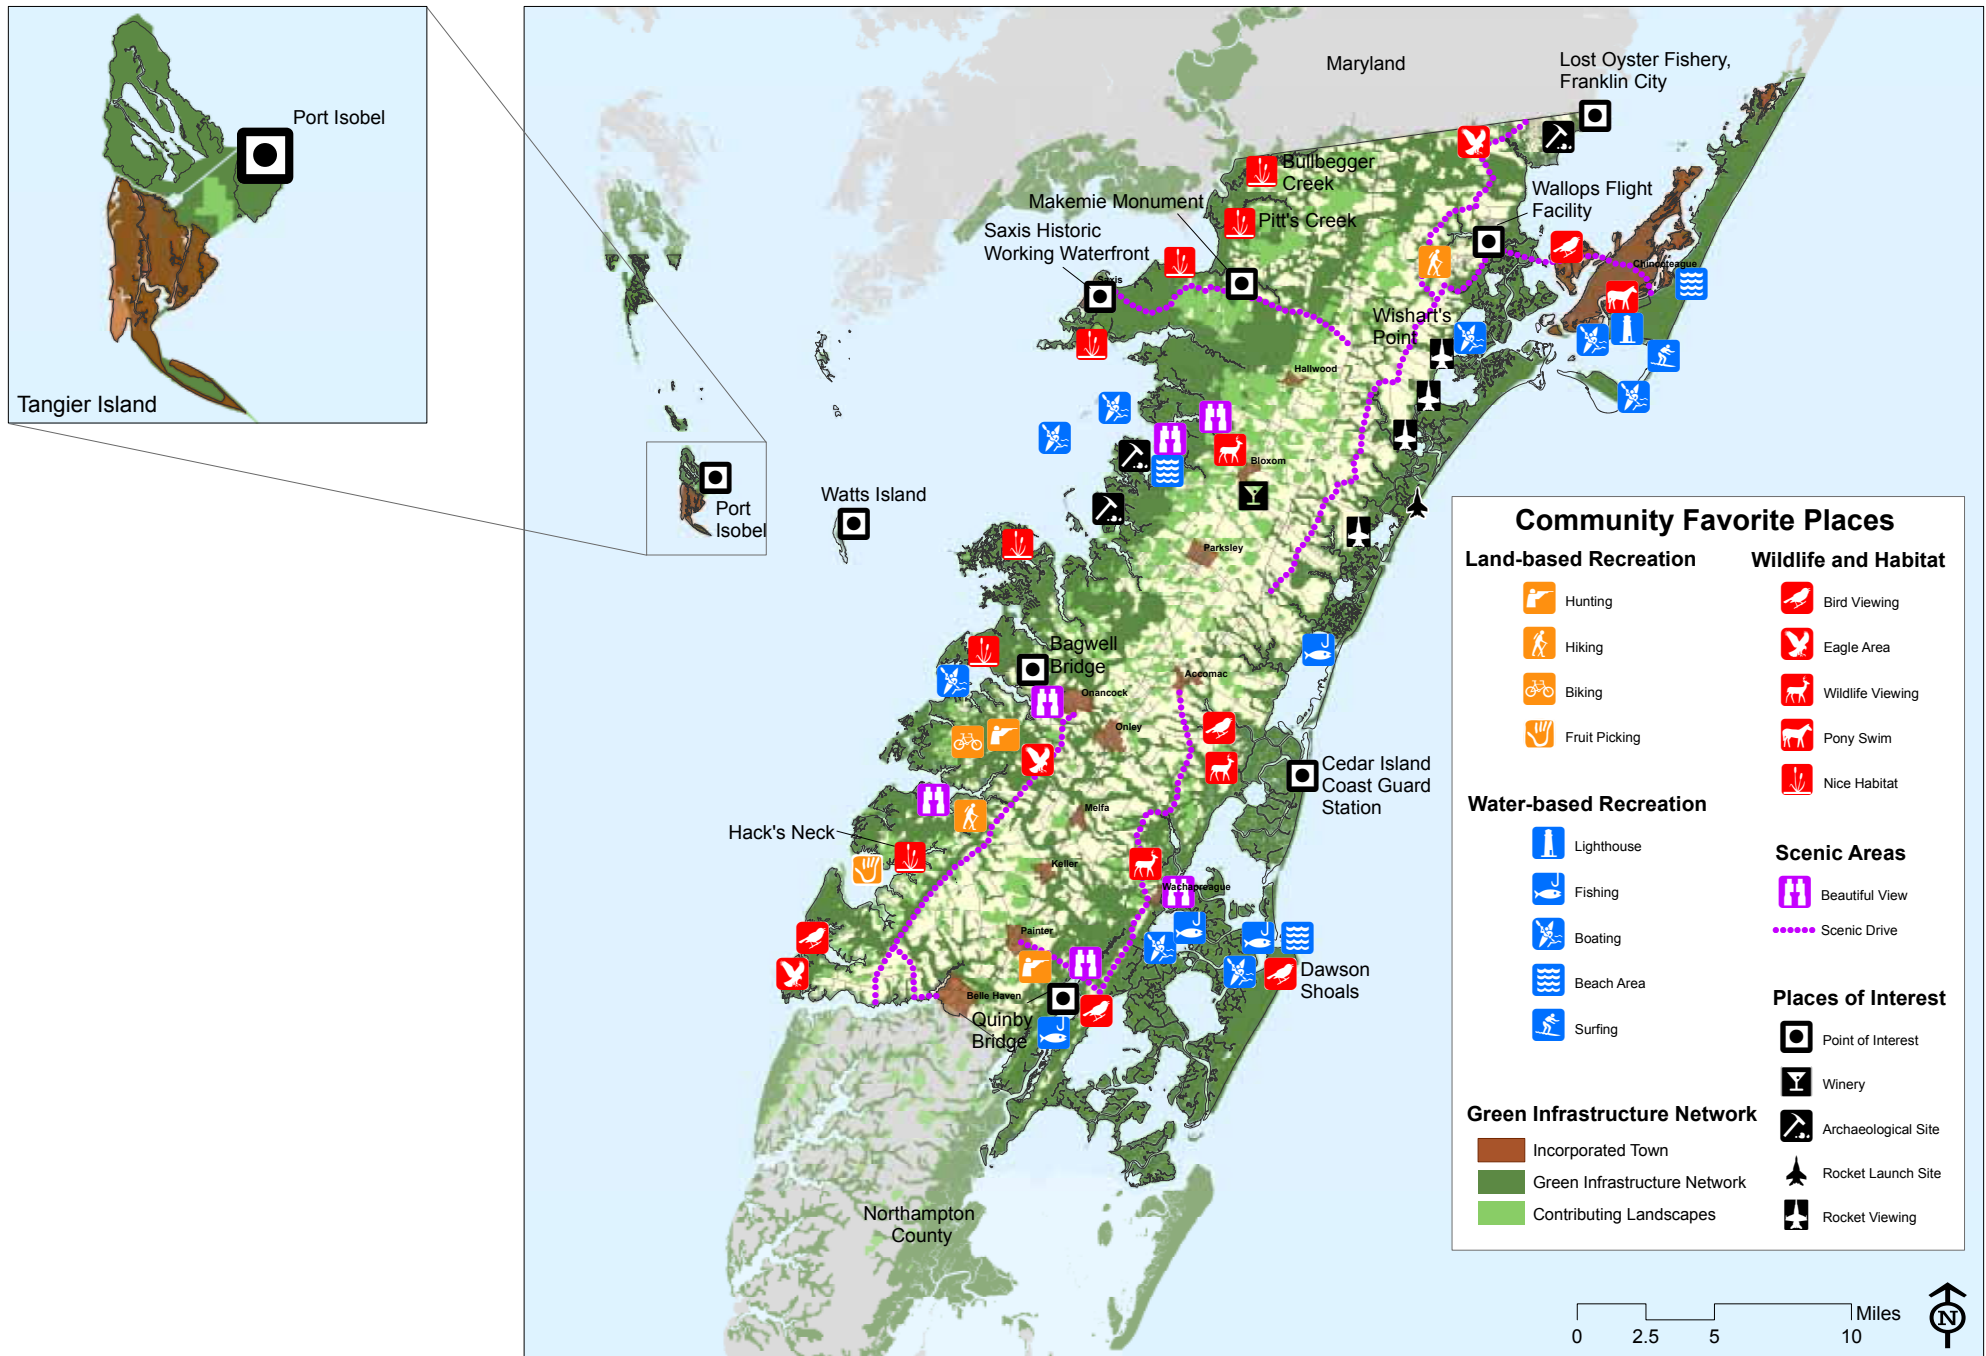 Port Isobel
Tangier Island
Maryland
Lost Oyster Fishery,
Franklin City
Bullbegger
Creek
Makemie Monument
Pitt's Creek
Saxis Historic
Working Waterfront
Saxis
Wallops Flight
Facility
Chincoteague
Wishart's
Point
Hallwood
Bloxom
Port
Isobel
Watts Island
Parksley
Bagwell
Bridge
Accomac
Onancock
Onley
Cedar Island
Coast Guard
Station
Melfa
Hack's Neck
Keller
Wachapreague
Painter
Dawson
Shoals
Belle Haven
Quinby
Bridge
Northampton
County
Community Favorite Places
Land-based Recreation
Hunting
Hiking
Biking
Fruit Picking
Water-based Recreation
Lighthouse
Fishing
Boating
Beach Area
Surfing
Green Infrastructure Network
Incorporated Town
Green Infrastructure Network
Contributing Landscapes
Wildlife and Habitat
Bird Viewing
Eagle Area
Wildlife Viewing
Pony Swim
Nice Habitat
Scenic Areas
Beautiful View
Scenic Drive
Places of Interest
Point of Interest
Winery
Archaeological Site
Rocket Launch Site
Rocket Viewing
Miles
0 2.5 5 10
N